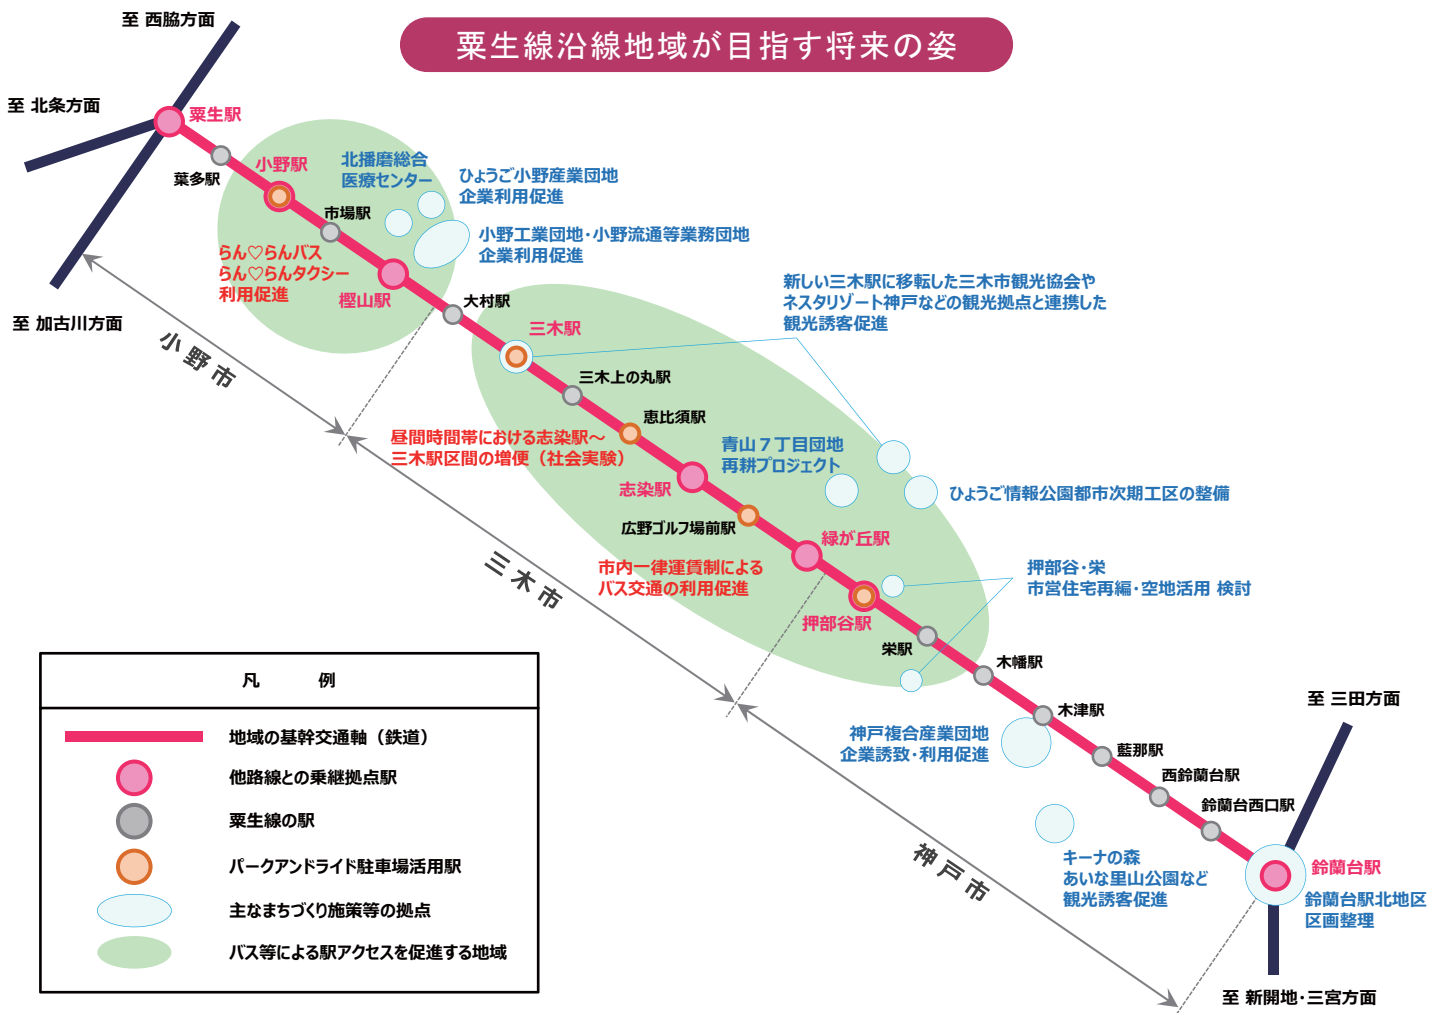 粟生線沿線地域が目指す将来の姿
至 西脇方面
至 北条方面
粟生駅
葉多駅
小野駅
北播磨総合
医療センター
ひょうご小野産業団地
企業利用促進
市場駅
小野工業団地・小野流通等業務団地
企業利用促進
らん♡らんバス
らん♡らんタクシー
利用促進
樫山駅
大村駅
至 加古川方面
小野市
新しい三木駅に移転した三木市観光協会や
ネスタリゾート神戸などの観光拠点と連携した
観光誘客促進
三木駅
三木上の丸駅
恵比須駅
昼間時間帯における志染駅～
三木駅区間の増便（社会実験）
青山７丁目団地
再耕プロジェクト
志染駅
ひょうご情報公園都市次期工区の整備
広野ゴルフ場前駅
緑が丘駅
三木市
市内一律運賃制による
バス交通の利用促進
押部谷・栄
市営住宅再編・空地活用 検討
押部谷駅
栄駅
木幡駅
木津駅
神戸複合産業団地
企業誘致・利用促進
藍那駅
西鈴蘭台駅
鈴蘭台西口駅
至 三田方面
神戸市
キーナの森
あいな里山公園など
観光誘客促進
鈴蘭台駅
鈴蘭台駅北地区
区画整理
至 新開地・三宮方面
凡 例
地域の基幹交通軸（鉄道）
他路線との乗継拠点駅
粟生線の駅
パークアンドライド駐車場活用駅
主なまちづくり施策等の拠点
バス等による駅アクセスを促進する地域